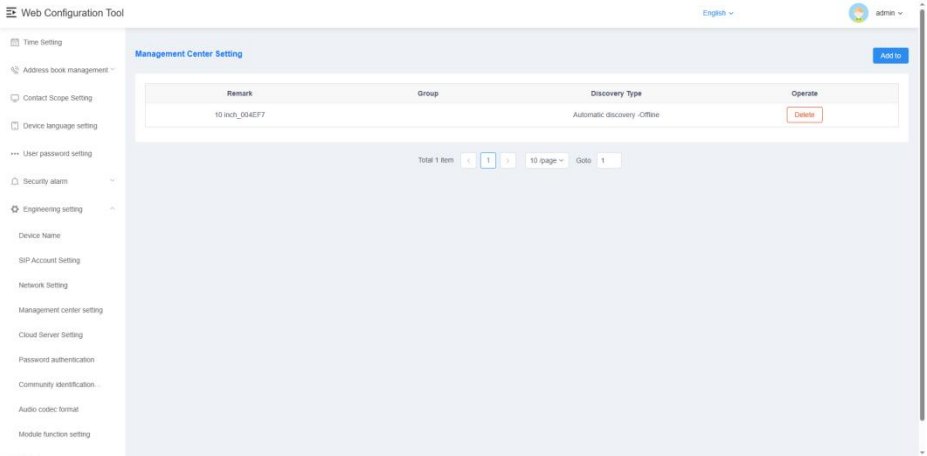 Web Configuration Tool
English
admin
Time Setting
Address book management
Contact Scope Setting
Device language setting
User password setting
Security alarm
Engineering setting
Device Name
SIP Account Setting
Network Setting
Management center setting
Cloud Server Setting
Password authentication
Community identification...
Audio codec format
Module function setting
Management Center Setting
Add to
Remark Group Discovery Type Operate
10 inch_004EF7 Automatic discovery -Offline Delete
Total 1 item < 1 > 10 /page Goto 1